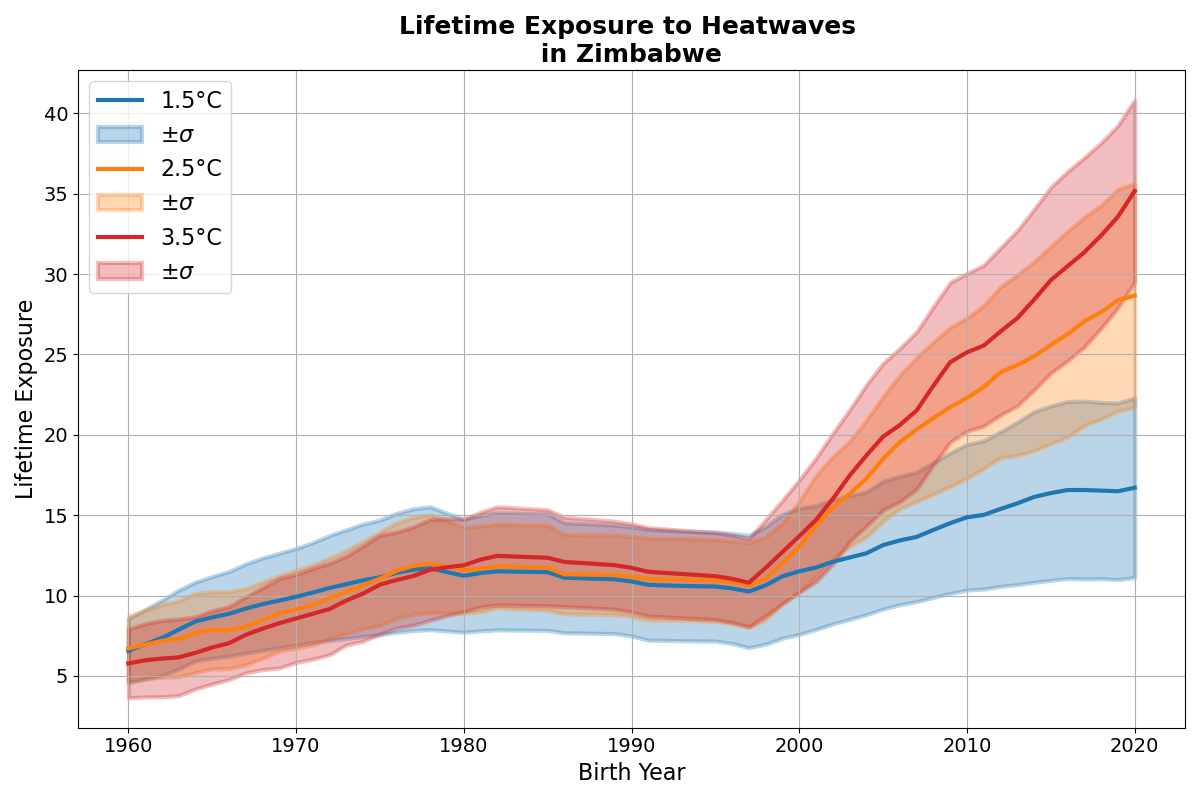 Lifetime Exposure to Heatwaves
in Zimbabwe
1.5°C
±σ
2.5°C
±σ
3.5°C
±σ
Lifetime Exposure
40
35
30
25
20
15
10
5
1960 1970 1980 1990 2000 2010 2020
Birth Year